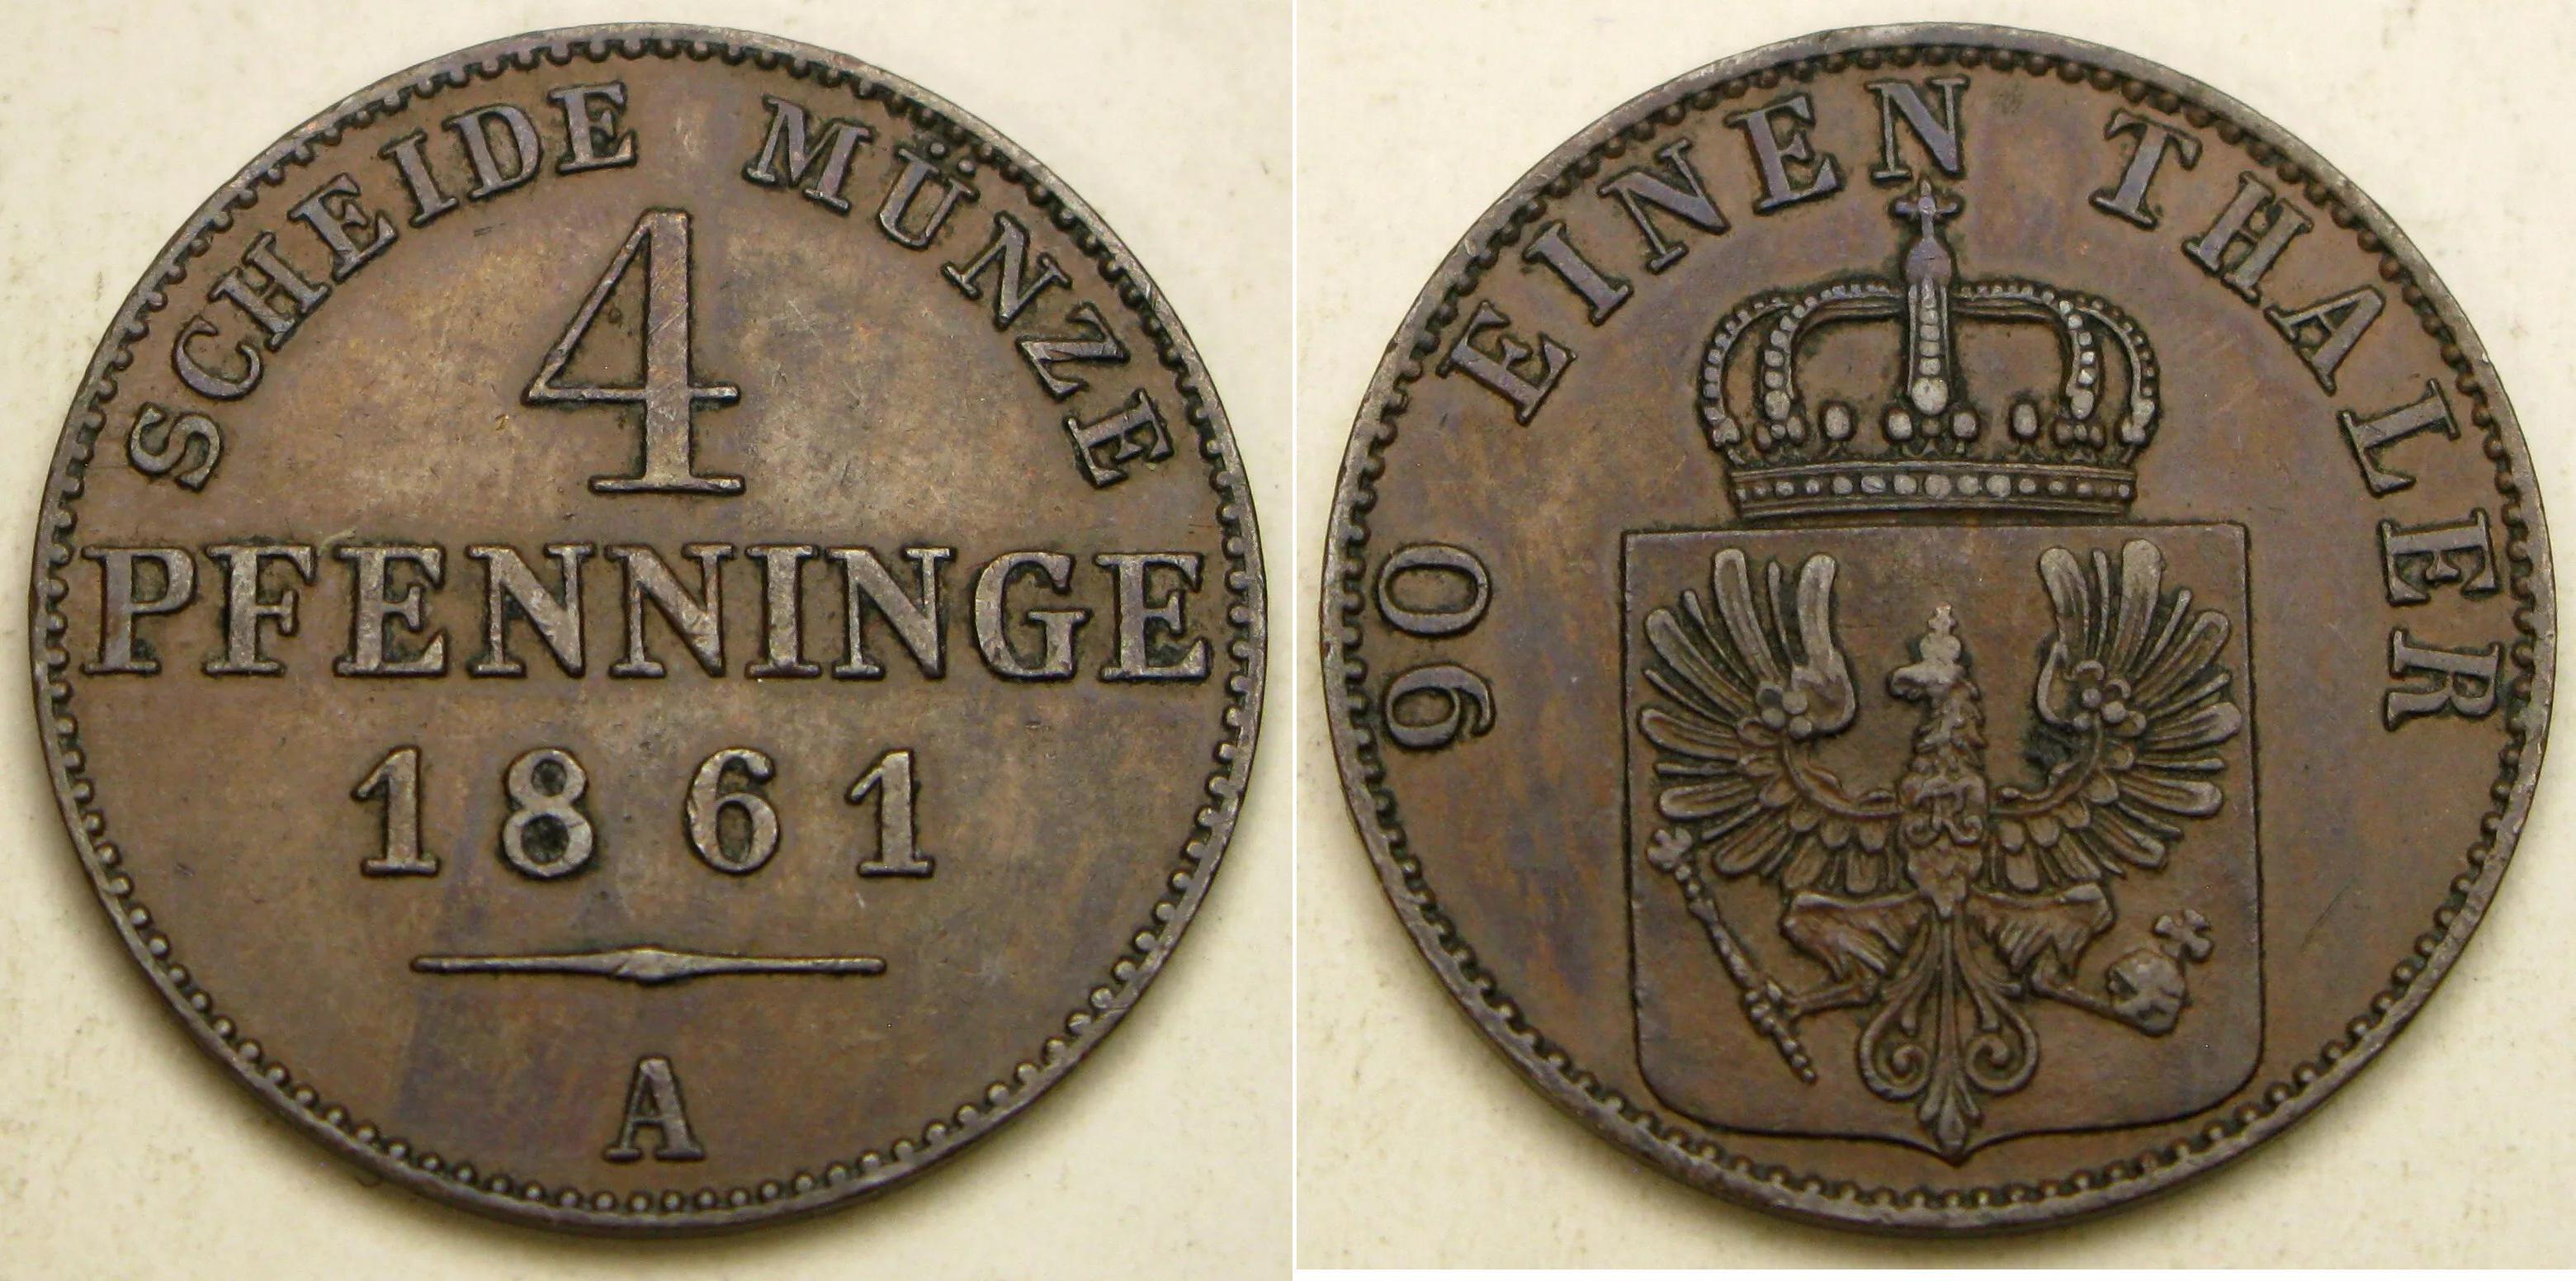 SCHEIDE MÜNZE
4
PFENNINGE
1861
A
90 EINEN THALER